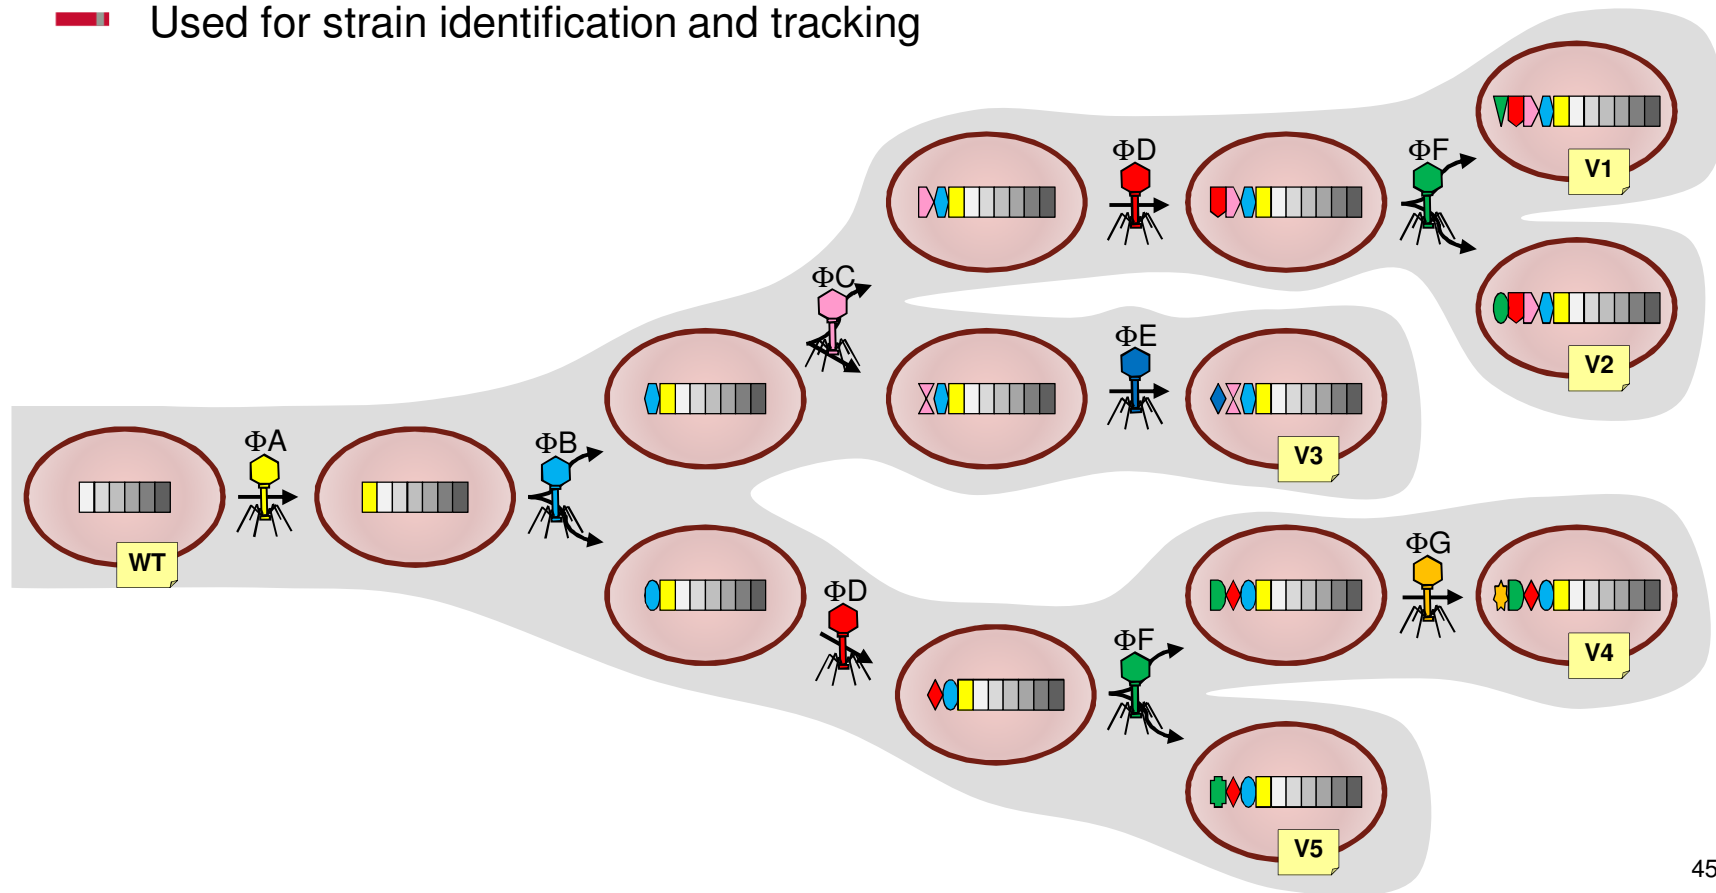 Used for strain identification and tracking
ΦD
ΦF
V1
ΦC
ΦE
V2
ΦA
ΦB
V3
WT
ΦD
ΦG
ΦF
V4
V5
45